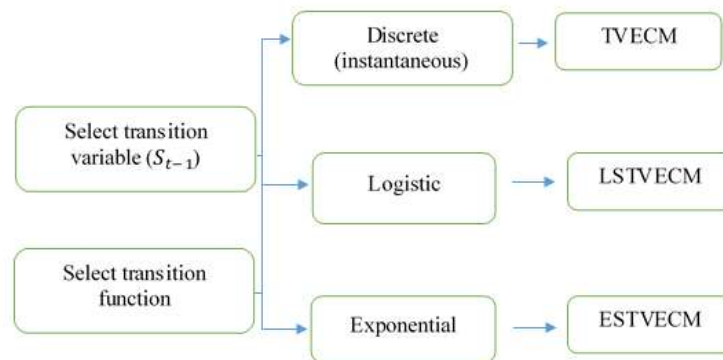 Discrete
(instantaneous)
TVECM
Select transition
variable (S_{t-1})
Logistic
LSTVECM
Select transition
function
Exponential
ESTVECM